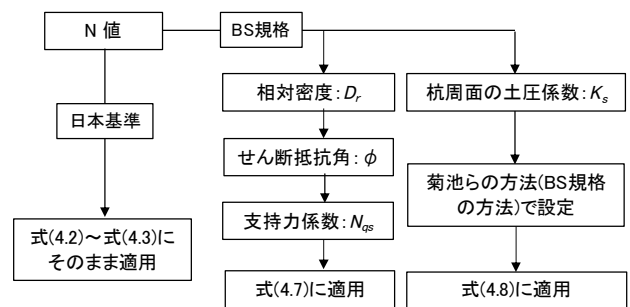 N 値
BS規格
日本基準
式(4.2)～式(4.3)に
そのまま適用
相対密度：Dr
せん断抵抗角：φ
支持力係数：Nqs
式(4.7)に適用
杭周面の土圧係数：Ks
菊池らの方法(BS規格
の方法)で設定
式(4.8)に適用